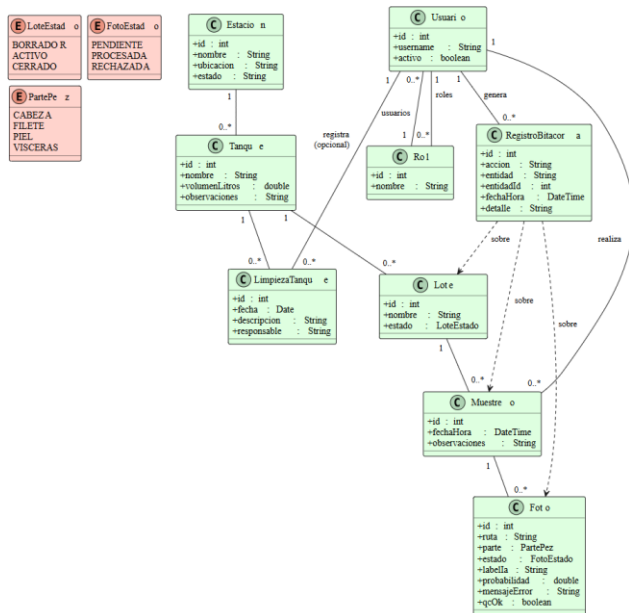 E LoteEstad o
BORRADO R
ACTIVO
CERRADO
E FotoEstad o
PENDIENTE
PROCESADA
RECHAZADA
E PartePe z
CABEZA
FILETE
PIEL
VISCERAS
C Estacio n
+id : int
+nombre : String
+ubicacion : String
+estado : String
C Usuari o
+id : int
+username : String
+activo : boolean
1
0..*
1
0..*
1
1
1
registra
(opcional)
usuarios
roles
genera
1
0..*
0..*
0..*
C Tanqu e
+id : int
+nombre : String
+volumenLitros : double
+observaciones : String
C Ro l
+id : int
+nombre : String
C RegistroBitacor a
+id : int
+accion : String
+entidad : String
+entidadId : int
+fechaHora : DateTime
+detalle : String
1
1
sobre
realiza
0..*
0..*
0..*
C LimpiezaTanqu e
+id : int
+fecha : Date
+descripcion : String
+responsable : String
C Lot e
+id : int
+nombre : String
+estado : LoteEstado
sobre
sobre
1
0..*
0..*
C Muestre o
+id : int
+fechaHora : DateTime
+observaciones : String
1
0..*
C Fot o
+id : int
+ruta : String
+parte : PartePez
+estado : FotoEstado
+labelIa : String
+probabilidad : double
+mensajeError : String
+qcOk : boolean